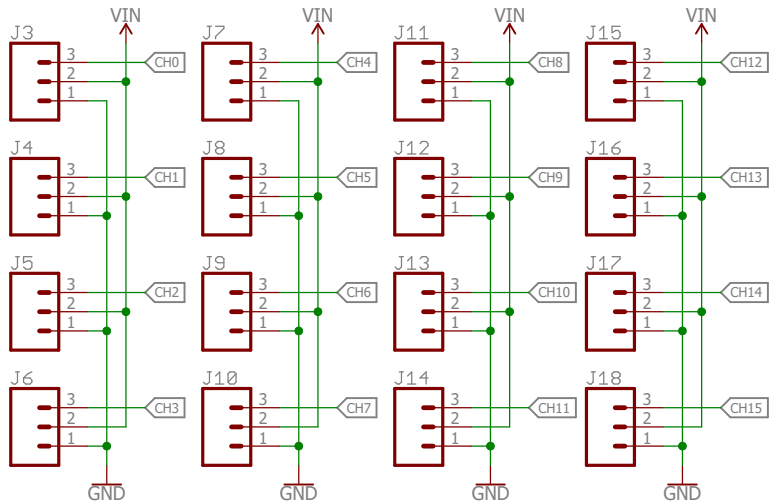 VIN VIN VIN VIN
J3 J7 J11 J15
3 CH0 3 CH4 3 CH8 3 CH12
2 2 2 2
1 1 1 1
J4 J8 J12 J16
3 CH1 3 CH5 3 CH9 3 CH13
2 2 2 2
1 1 1 1
J5 J9 J13 J17
3 CH2 3 CH6 3 CH10 3 CH14
2 2 2 2
1 1 1 1
J6 J10 J14 J18
3 CH3 3 CH7 3 CH11 3 CH15
2 2 2 2
1 1 1 1
GND GND GND GND